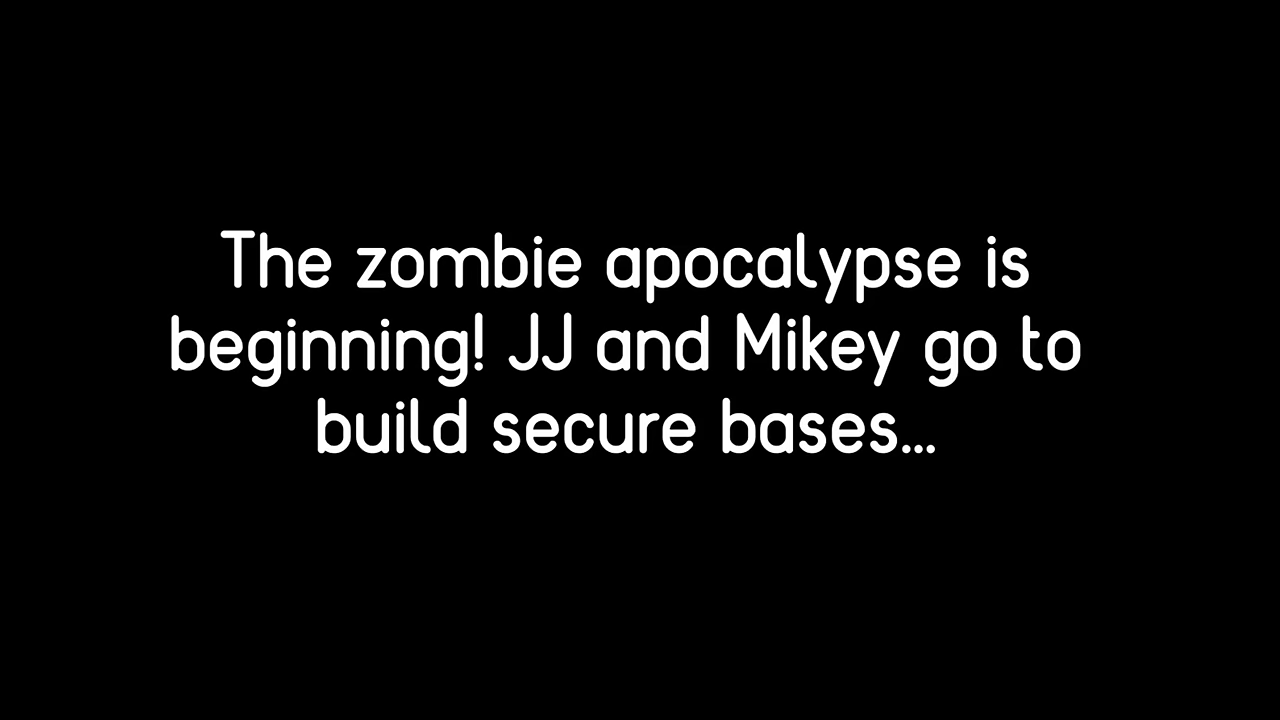 The zombie apocalypse is
beginning! JJ and Mikey go to
build secure bases...